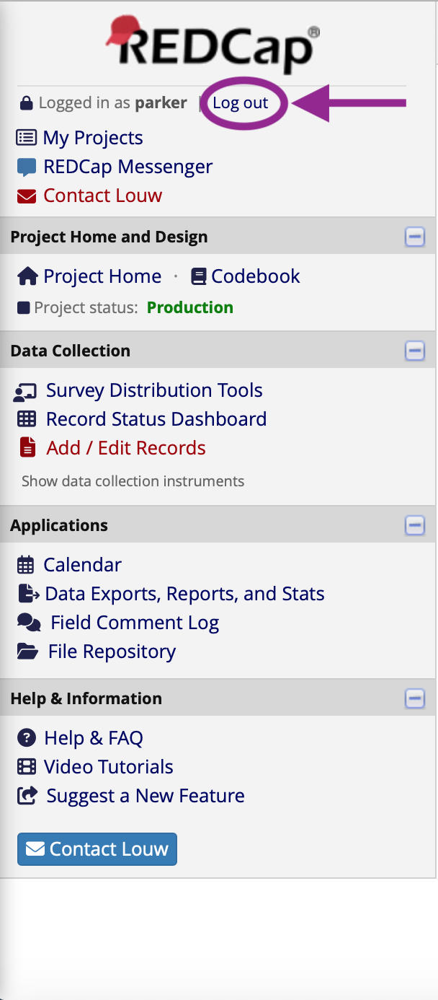 REDCap®
Logged in as parker | Log out
My Projects
REDCap Messenger
Contact Louw
Project Home and Design
Project Home · Codebook
Project status: Production
Data Collection
Survey Distribution Tools
Record Status Dashboard
Add / Edit Records
Show data collection instruments
Applications
Calendar
Data Exports, Reports, and Stats
Field Comment Log
File Repository
Help & Information
Help & FAQ
Video Tutorials
Suggest a New Feature
Contact Louw